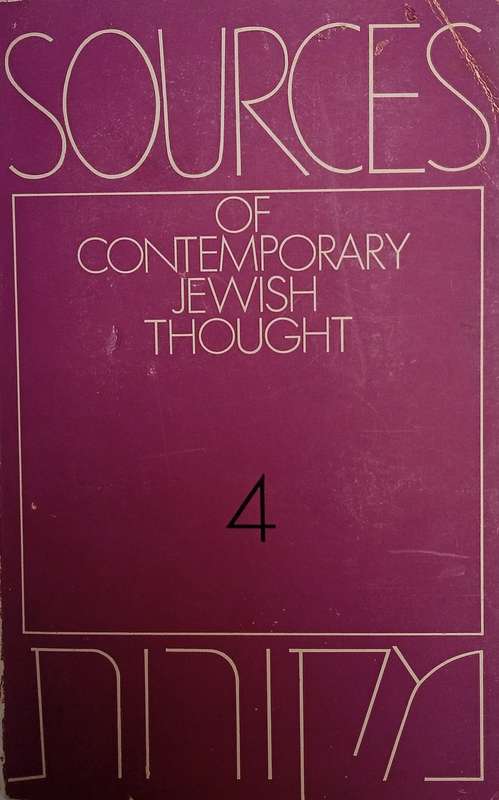 SOURCES
OF
CONTEMPORARY
JEWISH
THOUGHT
4
מקורות